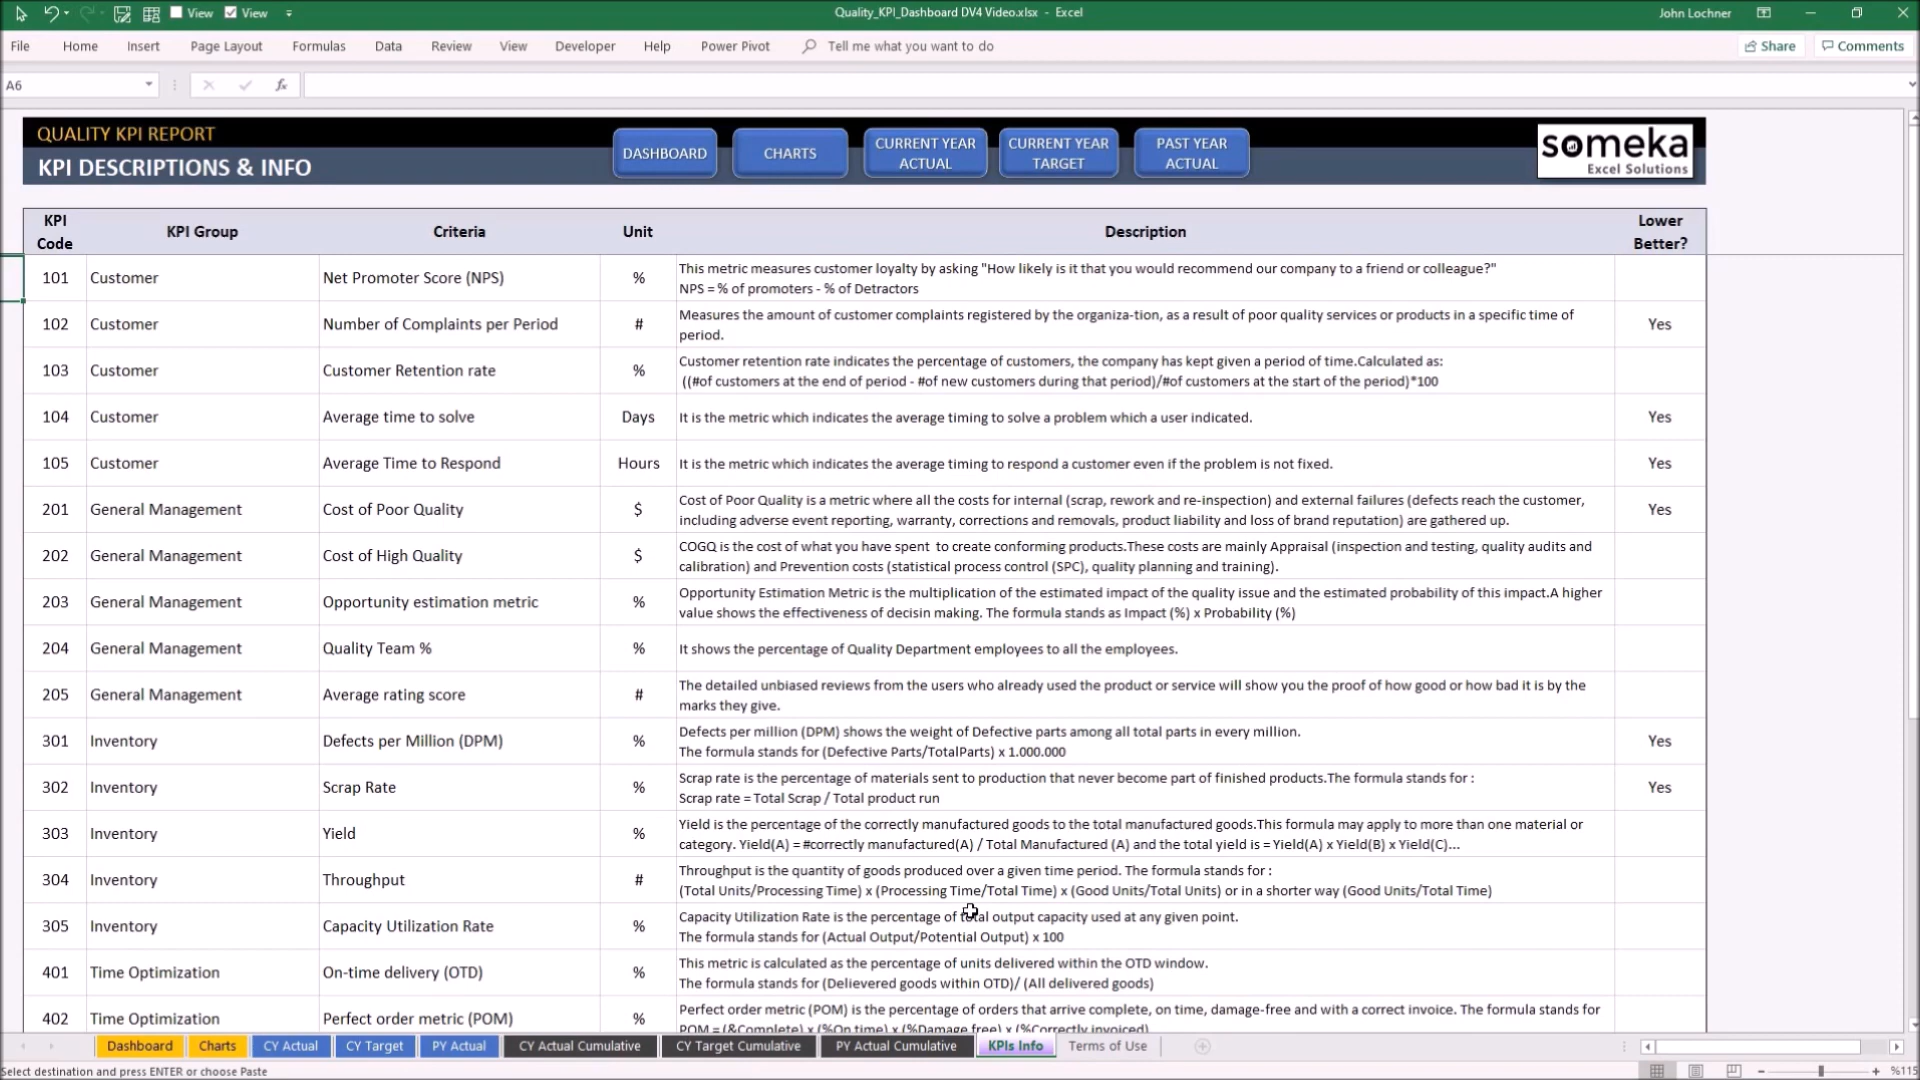 View View
Quality_KPI_Dashboard DV4 Video.xlsx - Excel
John Lochner
File Home Insert Page Layout Formulas Data Review View Developer Help Power Pivot Tell me what you want to do Share Comments
A6 fx
QUALITY KPI REPORT
KPI DESCRIPTIONS & INFO
DASHBOARD
CHARTS
CURRENT YEAR
ACTUAL
CURRENT YEAR
TARGET
PAST YEAR
ACTUAL
someka
Excel Solutions
KPI
Code
KPI Group
Criteria
Unit
Description
Lower
Better?
101 Customer Net Promoter Score (NPS) %
This metric measures customer loyalty by asking "How likely is it that you would recommend our company to a friend or colleague?"
NPS = % of promoters - % of Detractors
102 Customer Number of Complaints per Period #
Measures the amount of customer complaints registered by the organiza-tion, as a result of poor quality services or products in a specific time of
period.
Yes
103 Customer Customer Retention rate %
Customer retention rate indicates the percentage of customers, the company has kept given a period of time.Calculated as:
((#of customers at the end of period - #of new customers during that period)/#of customers at the start of the period)*100
104 Customer Average time to solve Days It is the metric which indicates the average timing to solve a problem which a user indicated. Yes
105 Customer Average Time to Respond Hours It is the metric which indicates the average timing to respond a customer even if the problem is not fixed. Yes
201 General Management Cost of Poor Quality $
Cost of Poor Quality is a metric where all the costs for internal (scrap, rework and re-inspection) and external failures (defects reach the customer,
including adverse event reporting, warranty, corrections and removals, product liability and loss of brand reputation) are gathered up.
Yes
202 General Management Cost of High Quality $
COGQ is the cost of what you have spent to create conforming products.These costs are mainly Appraisal (inspection and testing, quality audits and
calibration) and Prevention costs (statistical process control (SPC), quality planning and training).
203 General Management Opportunity estimation metric %
Opportunity Estimation Metric is the multiplication of the estimated impact of the quality issue and the estimated probability of this impact.A higher
value shows the effectiveness of decisin making. The formula stands as Impact (%) x Probability (%)
204 General Management Quality Team % % It shows the percentage of Quality Department employees to all the employees.
205 General Management Average rating score #
The detailed unbiased reviews from the users who already used the product or service will show you the proof of how good or how bad it is by the
marks they give.
301 Inventory Defects per Million (DPM) %
Defects per million (DPM) shows the weight of Defective parts among all total parts in every million.
The formula stands for (Defective Parts/TotalParts) x 1.000.000
Yes
302 Inventory Scrap Rate %
Scrap rate is the percentage of materials sent to production that never become part of finished products.The formula stands for :
Scrap rate = Total Scrap / Total product run
Yes
303 Inventory Yield %
Yield is the percentage of the correctly manufactured goods to the total manufactured goods.This formula may apply to more than one material or
category. Yield(A) = #correctly manufactured(A) / Total Manufactured (A) and the total yield is = Yield(A) x Yield(B) x Yield(C)...
304 Inventory Throughput #
Throughput is the quantity of goods produced over a given time period. The formula stands for :
(Total Units/Processing Time) x (Processing Time/Total Time) x (Good Units/Total Units) or in a shorter way (Good Units/Total Time)
305 Inventory Capacity Utilization Rate %
Capacity Utilization Rate is the percentage of total output capacity used at any given point.
The formula stands for (Actual Output/Potential Output) x 100
401 Time Optimization On-time delivery (OTD) %
This metric is calculated as the percentage of units delivered within the OTD window.
The formula stands for (Delievered goods within OTD)/ (All delivered goods)
402 Time Optimization Perfect order metric (POM) %
Perfect order metric (POM) is the percentage of orders that arrive complete, on time, damage-free and with a correct invoice. The formula stands for
POM = (&Complete) x (%On time) x (%Damage free) x (%Correctly invoiced)
Dashboard Charts CY Actual CY Target PY Actual CY Actual Cumulative CY Target Cumulative PY Actual Cumulative KPIs Info Terms of Use
Select destination and press ENTER or choose Paste
%115